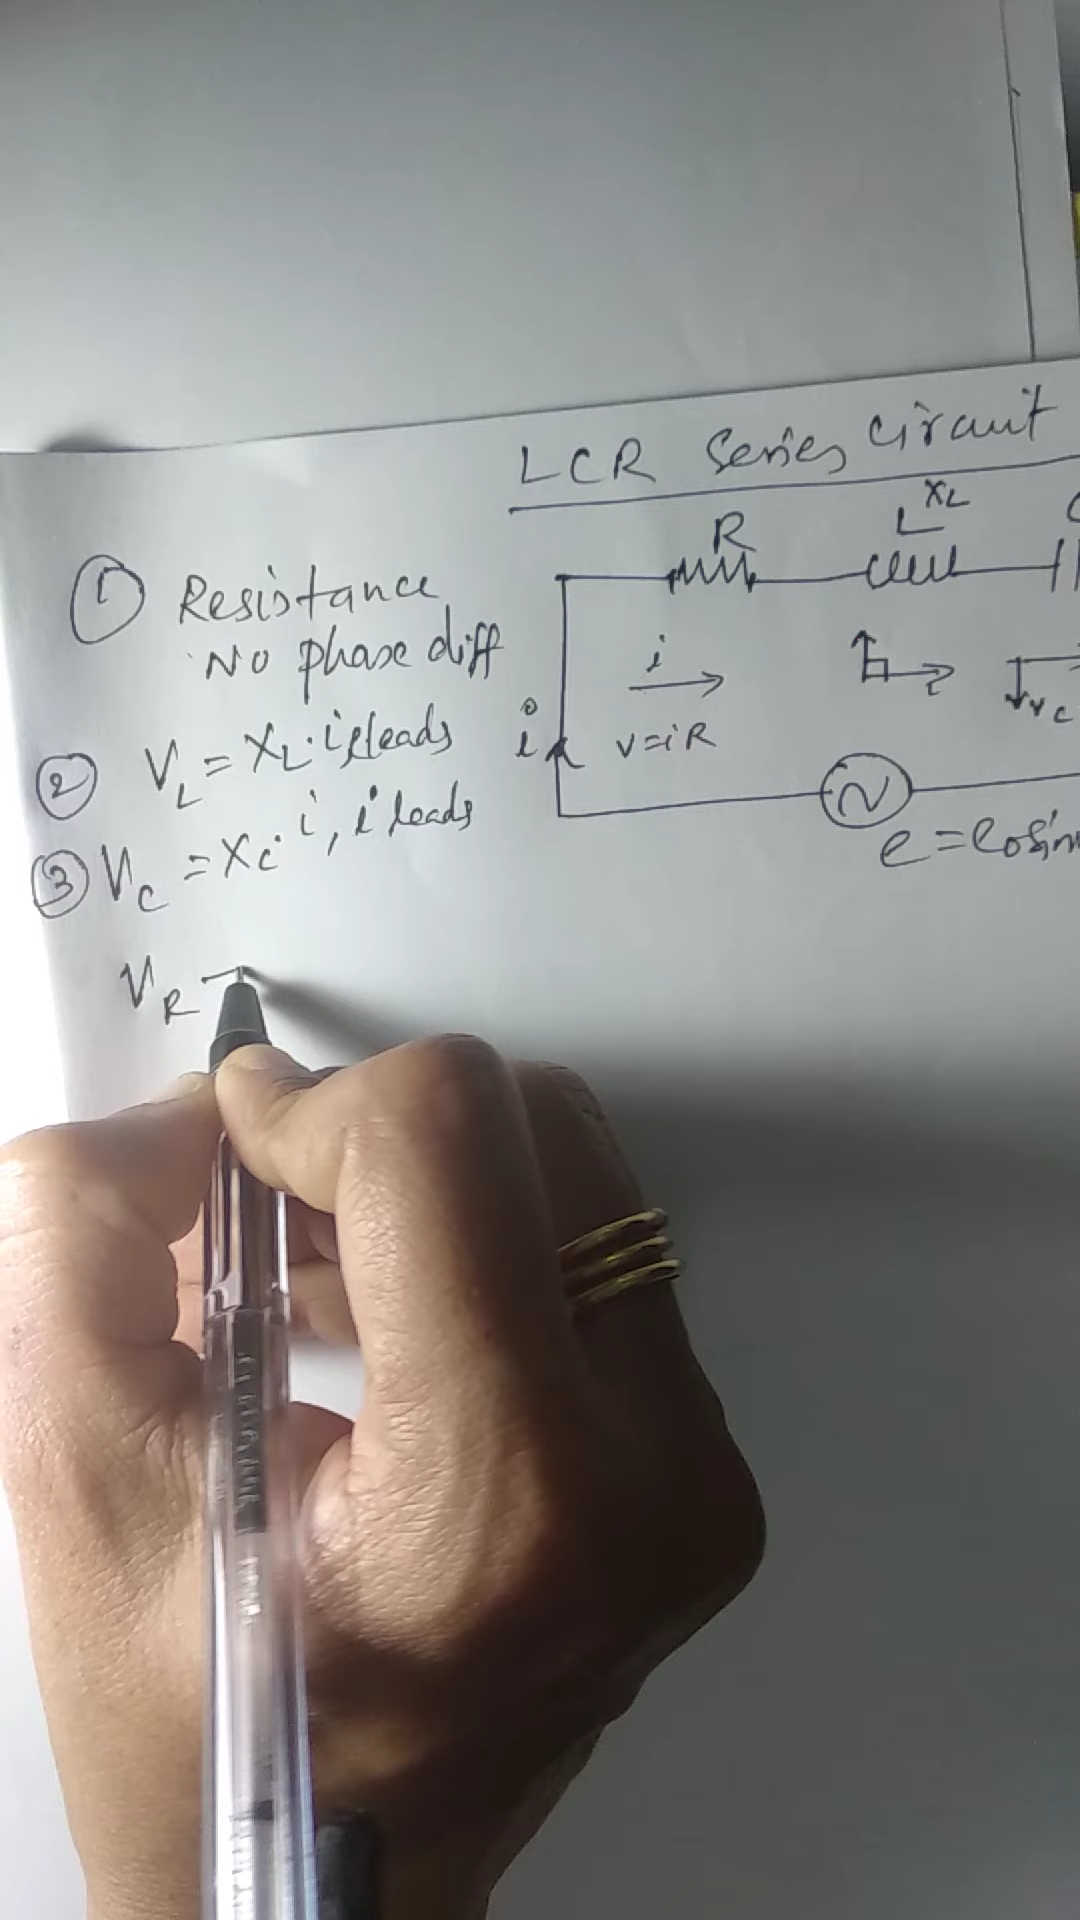 LCR Series Circuit
R
L XL
① Resistance
No phase diff
i
i
V=iR
VC
② VL = XL.i leads
③ VC = XC i, i leads
e=eosin
VR